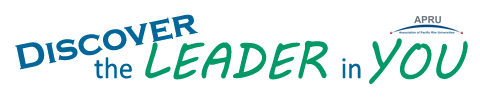 DISCOVER
the LEADER in YOU
APRU
Association of Pacific Rim Universities